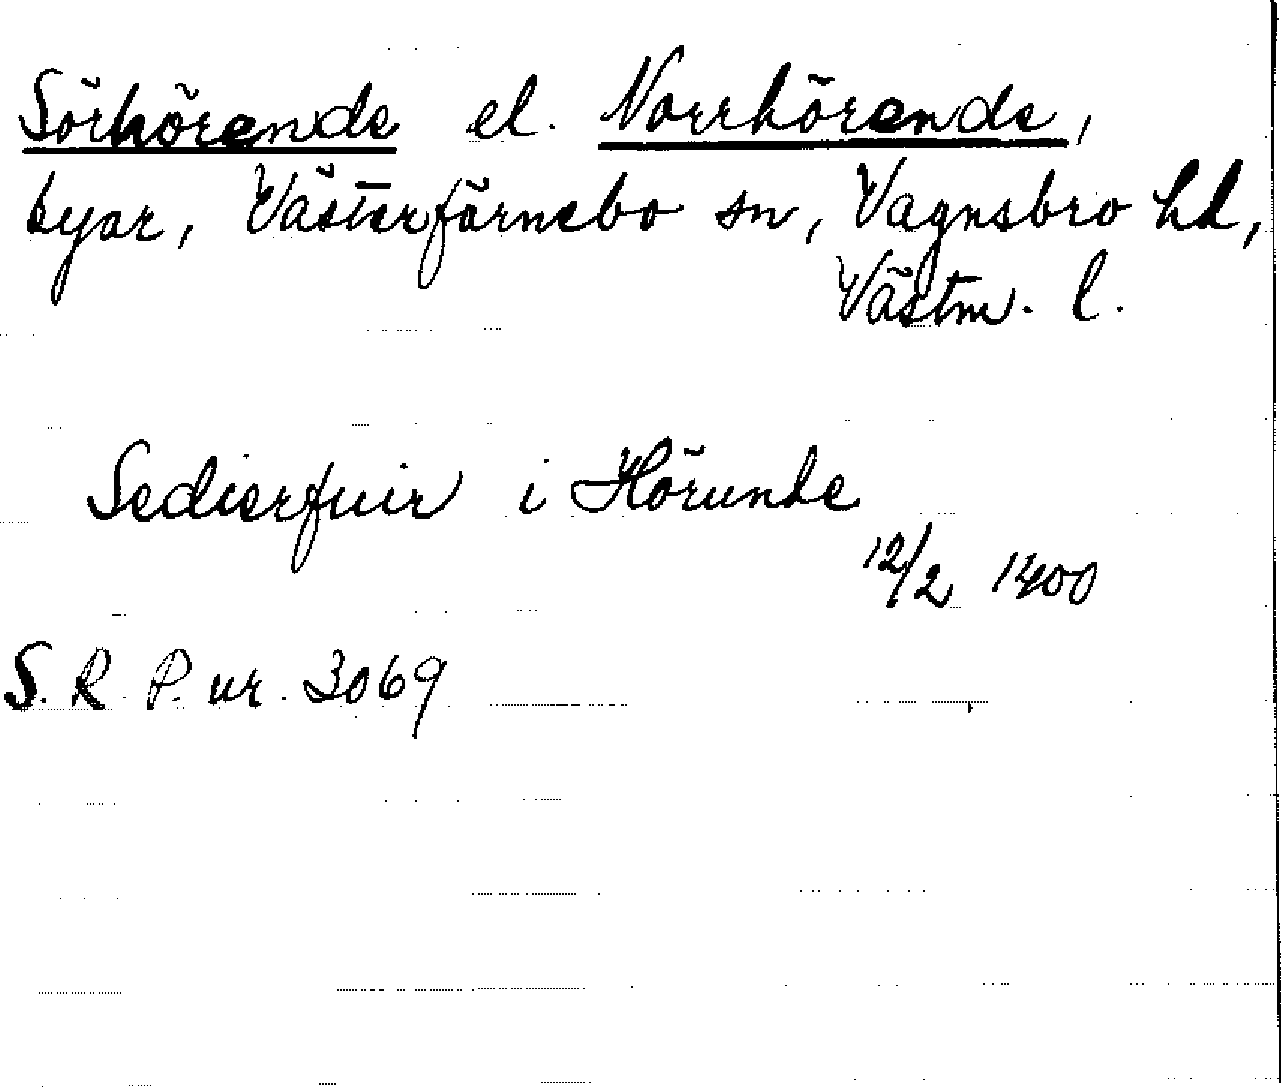 Sörhörende el. Norrhörende,
byar, Västerfärnebo sn, Vagnsbro hd,
Västm. l.
Sedierfuir i Hörunde
12/2 1400
S. R. P. nr. 3069